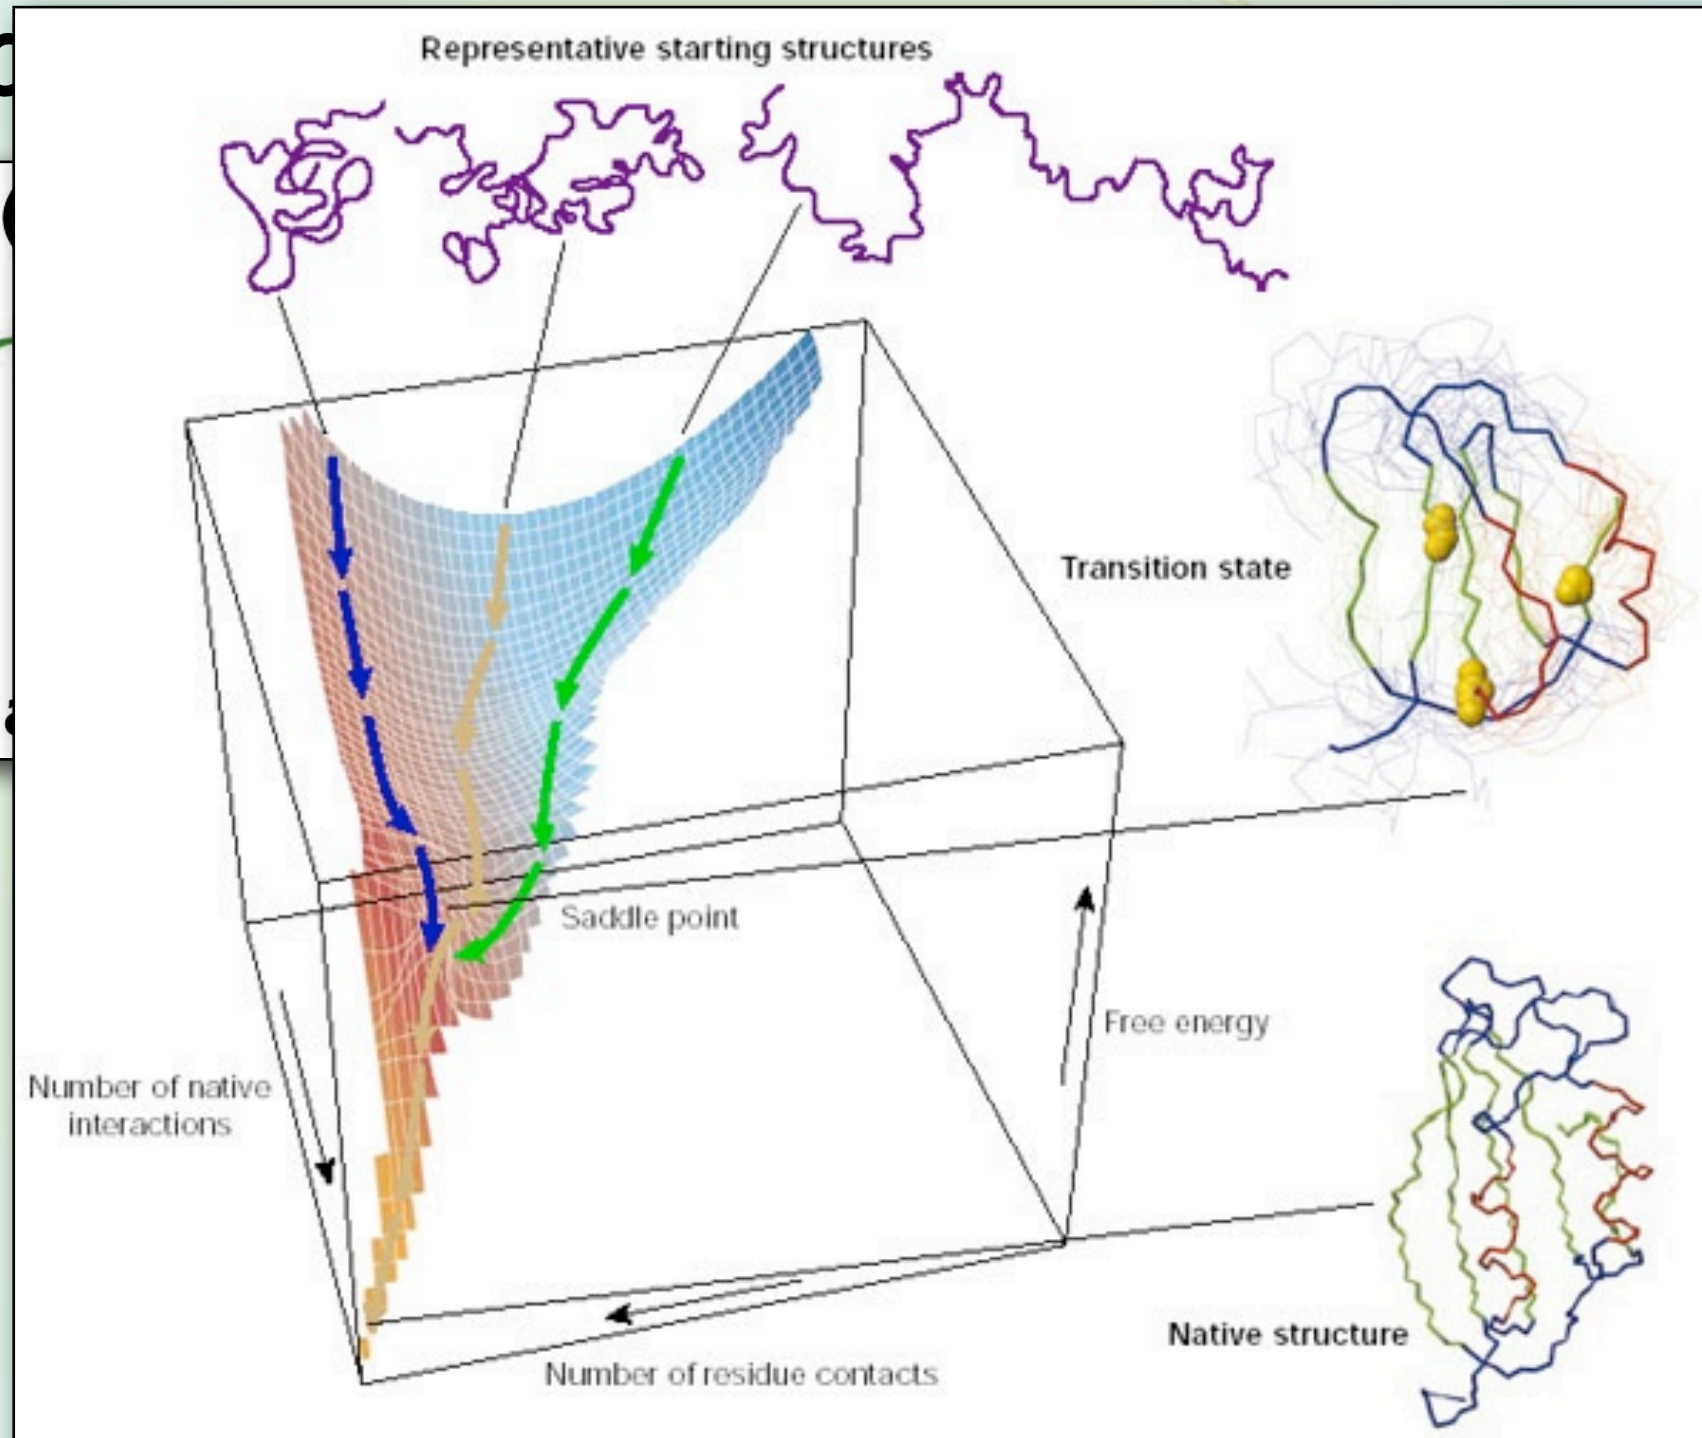 Representative starting structures
Transition state
Saddle point
Free energy
Number of native
interactions
Native structure
Number of residue contacts